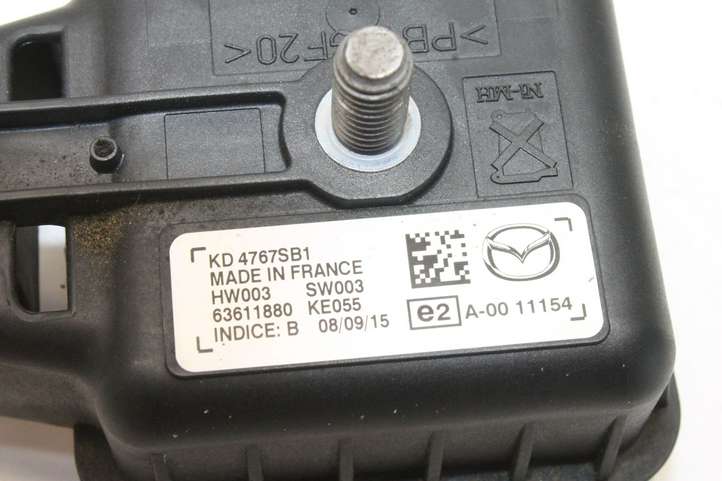 Ni-MH
KD 4767SB1
MADE IN FRANCE
HW003 SW003
63611880 KE055
INDICE: B 08/09/15
e2 A-00 11154